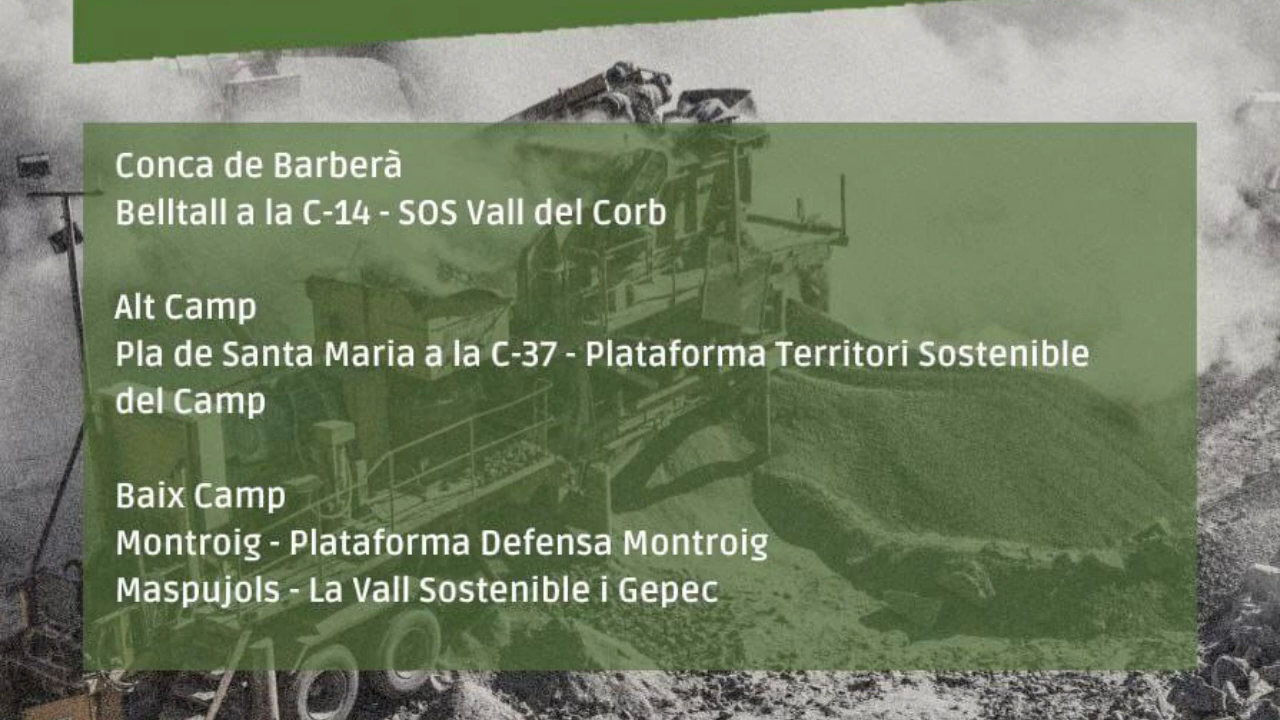 Conca de Barberà
Belltall a la C-14 - SOS Vall del Corb
Alt Camp
Pla de Santa Maria a la C-37 - Plataforma Territori Sostenible
del Camp
Baix Camp
Montroig - Plataforma Defensa Montroig
Maspujols - La Vall Sostenible i Gepec